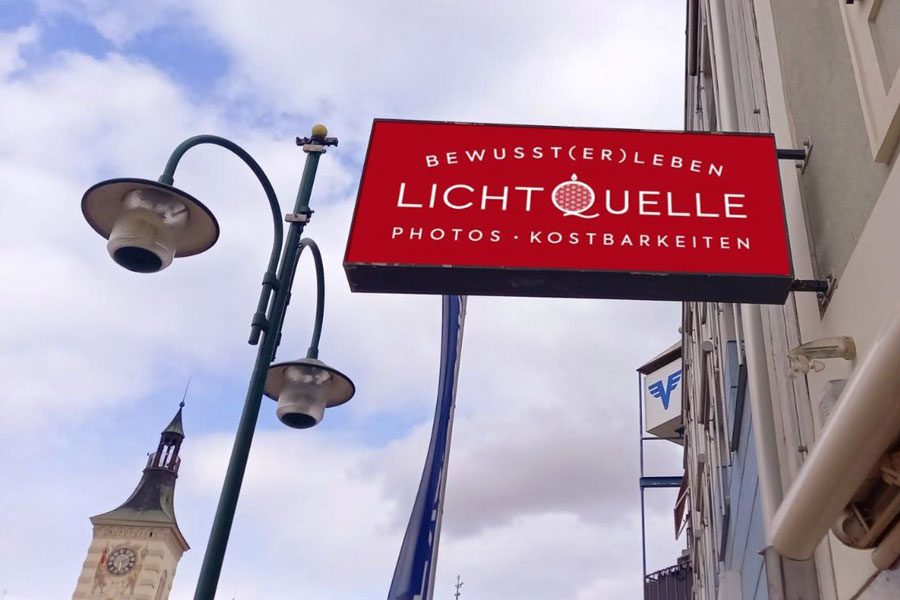 BEWUSST(ER)LEBEN
LICHTQUELLE
PHOTOS · KOSTBARKEITEN